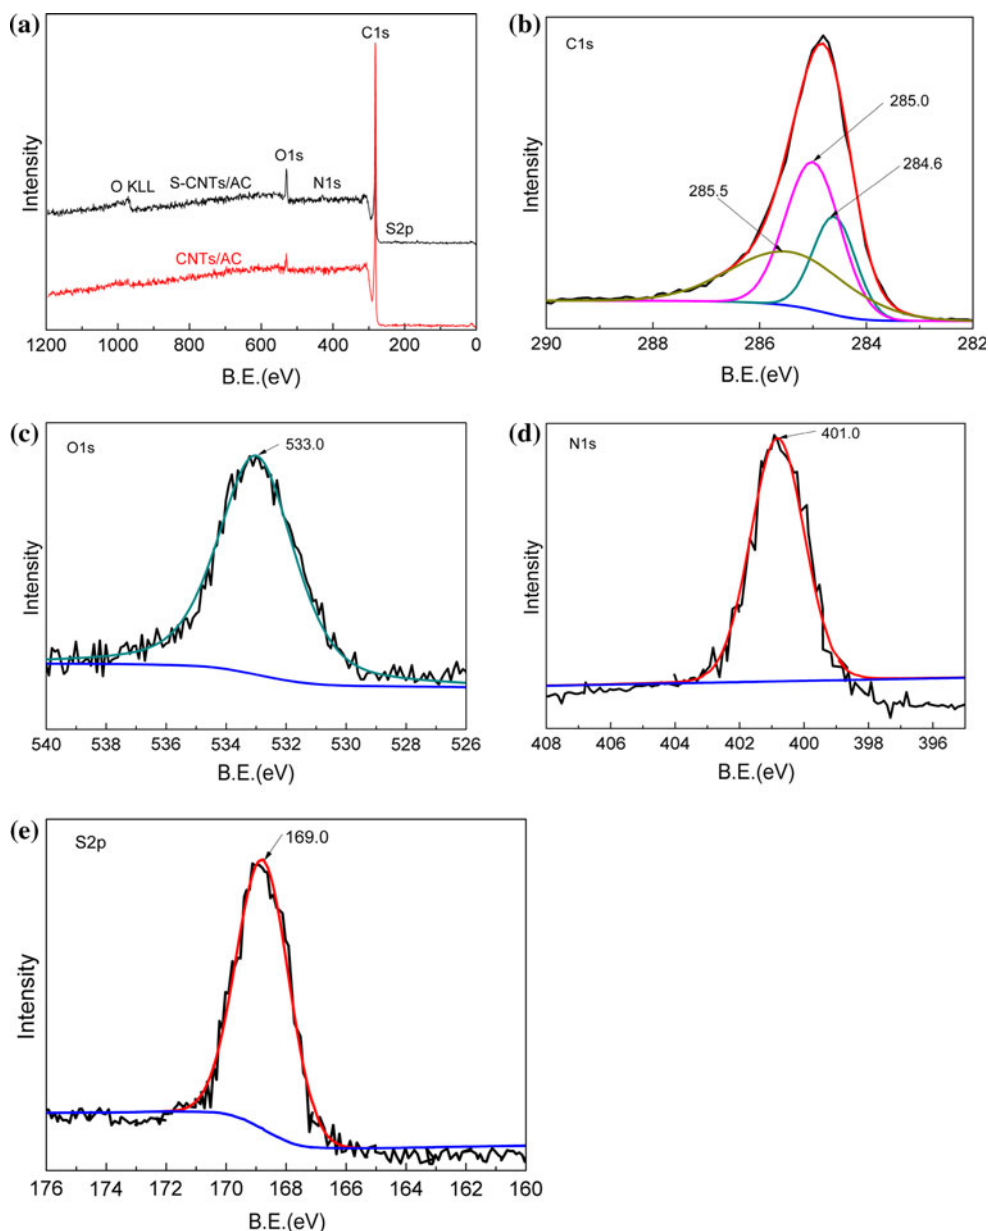 (a)
C1s
O1s
O KLL
S-CNTs/AC
N1s
S2p
CNTs/AC
Intensity
1200 1000 800 600 400 200 0
B.E.(eV)
(b)
C1s
285.0
284.6
285.5
Intensity
290 288 286 284 282
B.E.(eV)
(c)
O1s
533.0
Intensity
540 538 536 534 532 530 528 526
B.E.(eV)
(d)
N1s
401.0
Intensity
408 406 404 402 400 398 396
B.E.(eV)
(e)
S2p
169.0
Intensity
176 174 172 170 168 166 164 162 160
B.E.(eV)